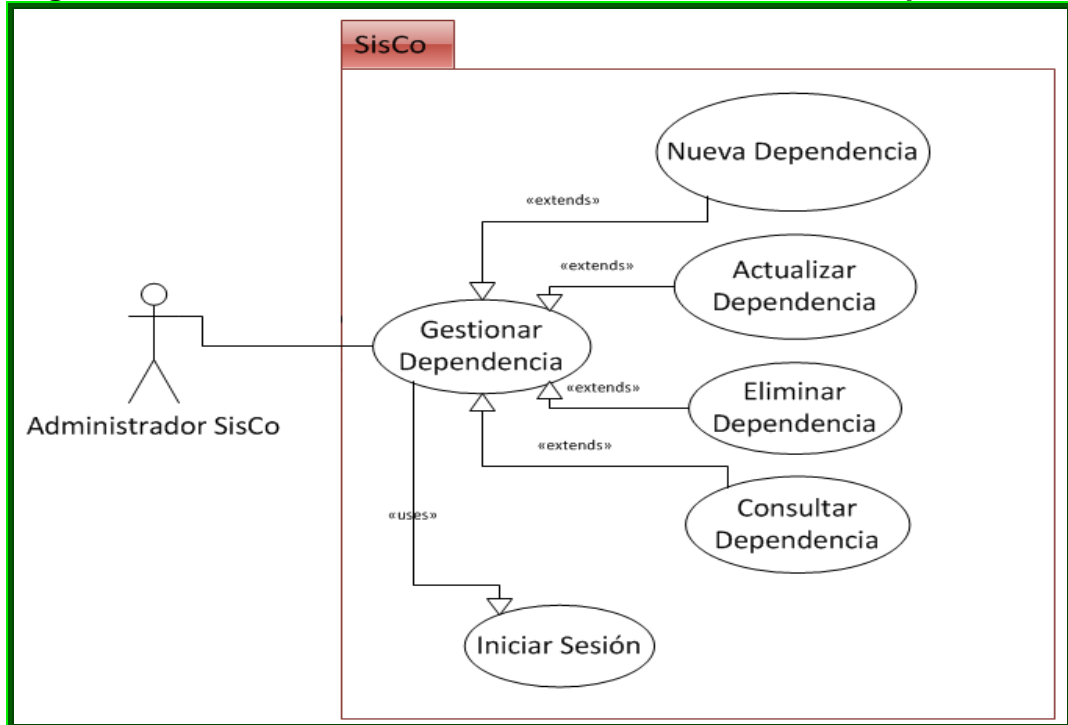 SisCo
Nueva Dependencia
«extends»
Actualizar
Dependencia
«extends»
Gestionar
Dependencia
Administrador SisCo
Eliminar
Dependencia
«extends»
«extends»
Consultar
Dependencia
«uses»
Iniciar Sesión